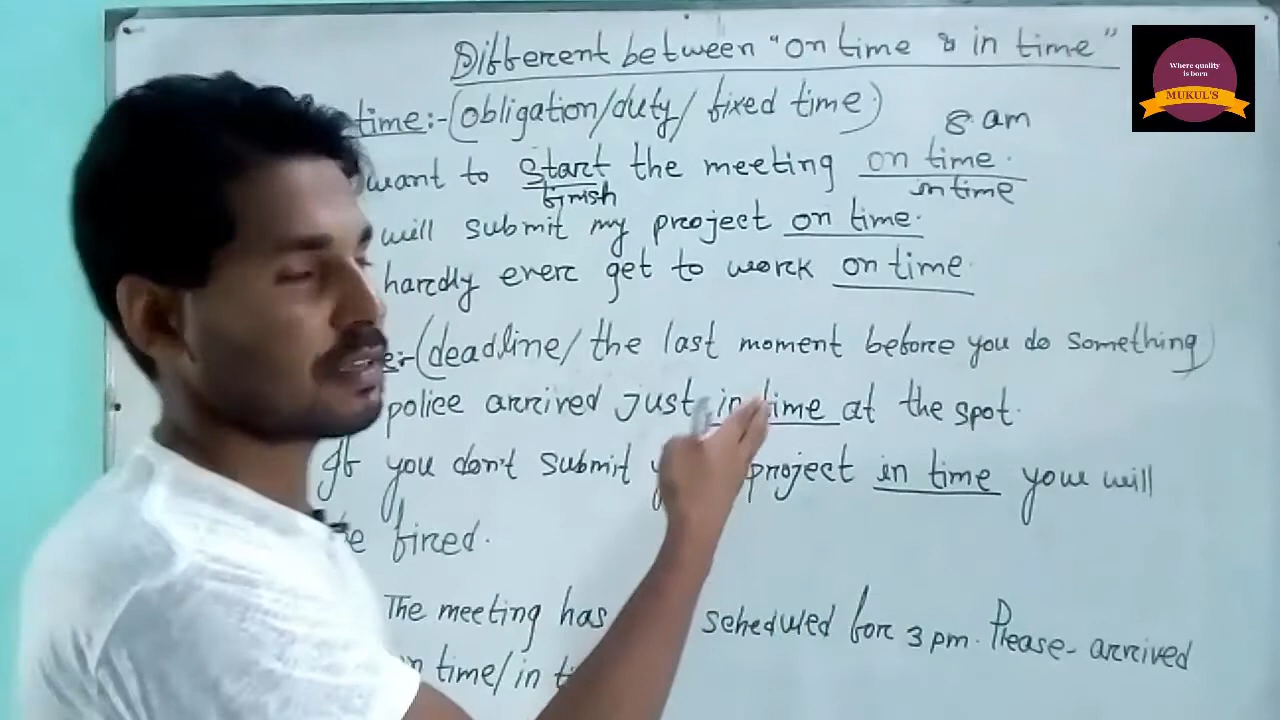 Different between "on time & in time"
Where quality
is born
MUKUL'S
time:-(obligation/duty/ fixed time)
8 am
want to start the meeting on time.
finish
in time
will submit my project on time.
hardly ever get to work on time.
e:-(deadline/ the last moment before you do something)
police arrived just in time at the spot.
If you don't submit project in time you will
e fired.
The meeting has scheduled for 3 pm. Please arrived
n time/in